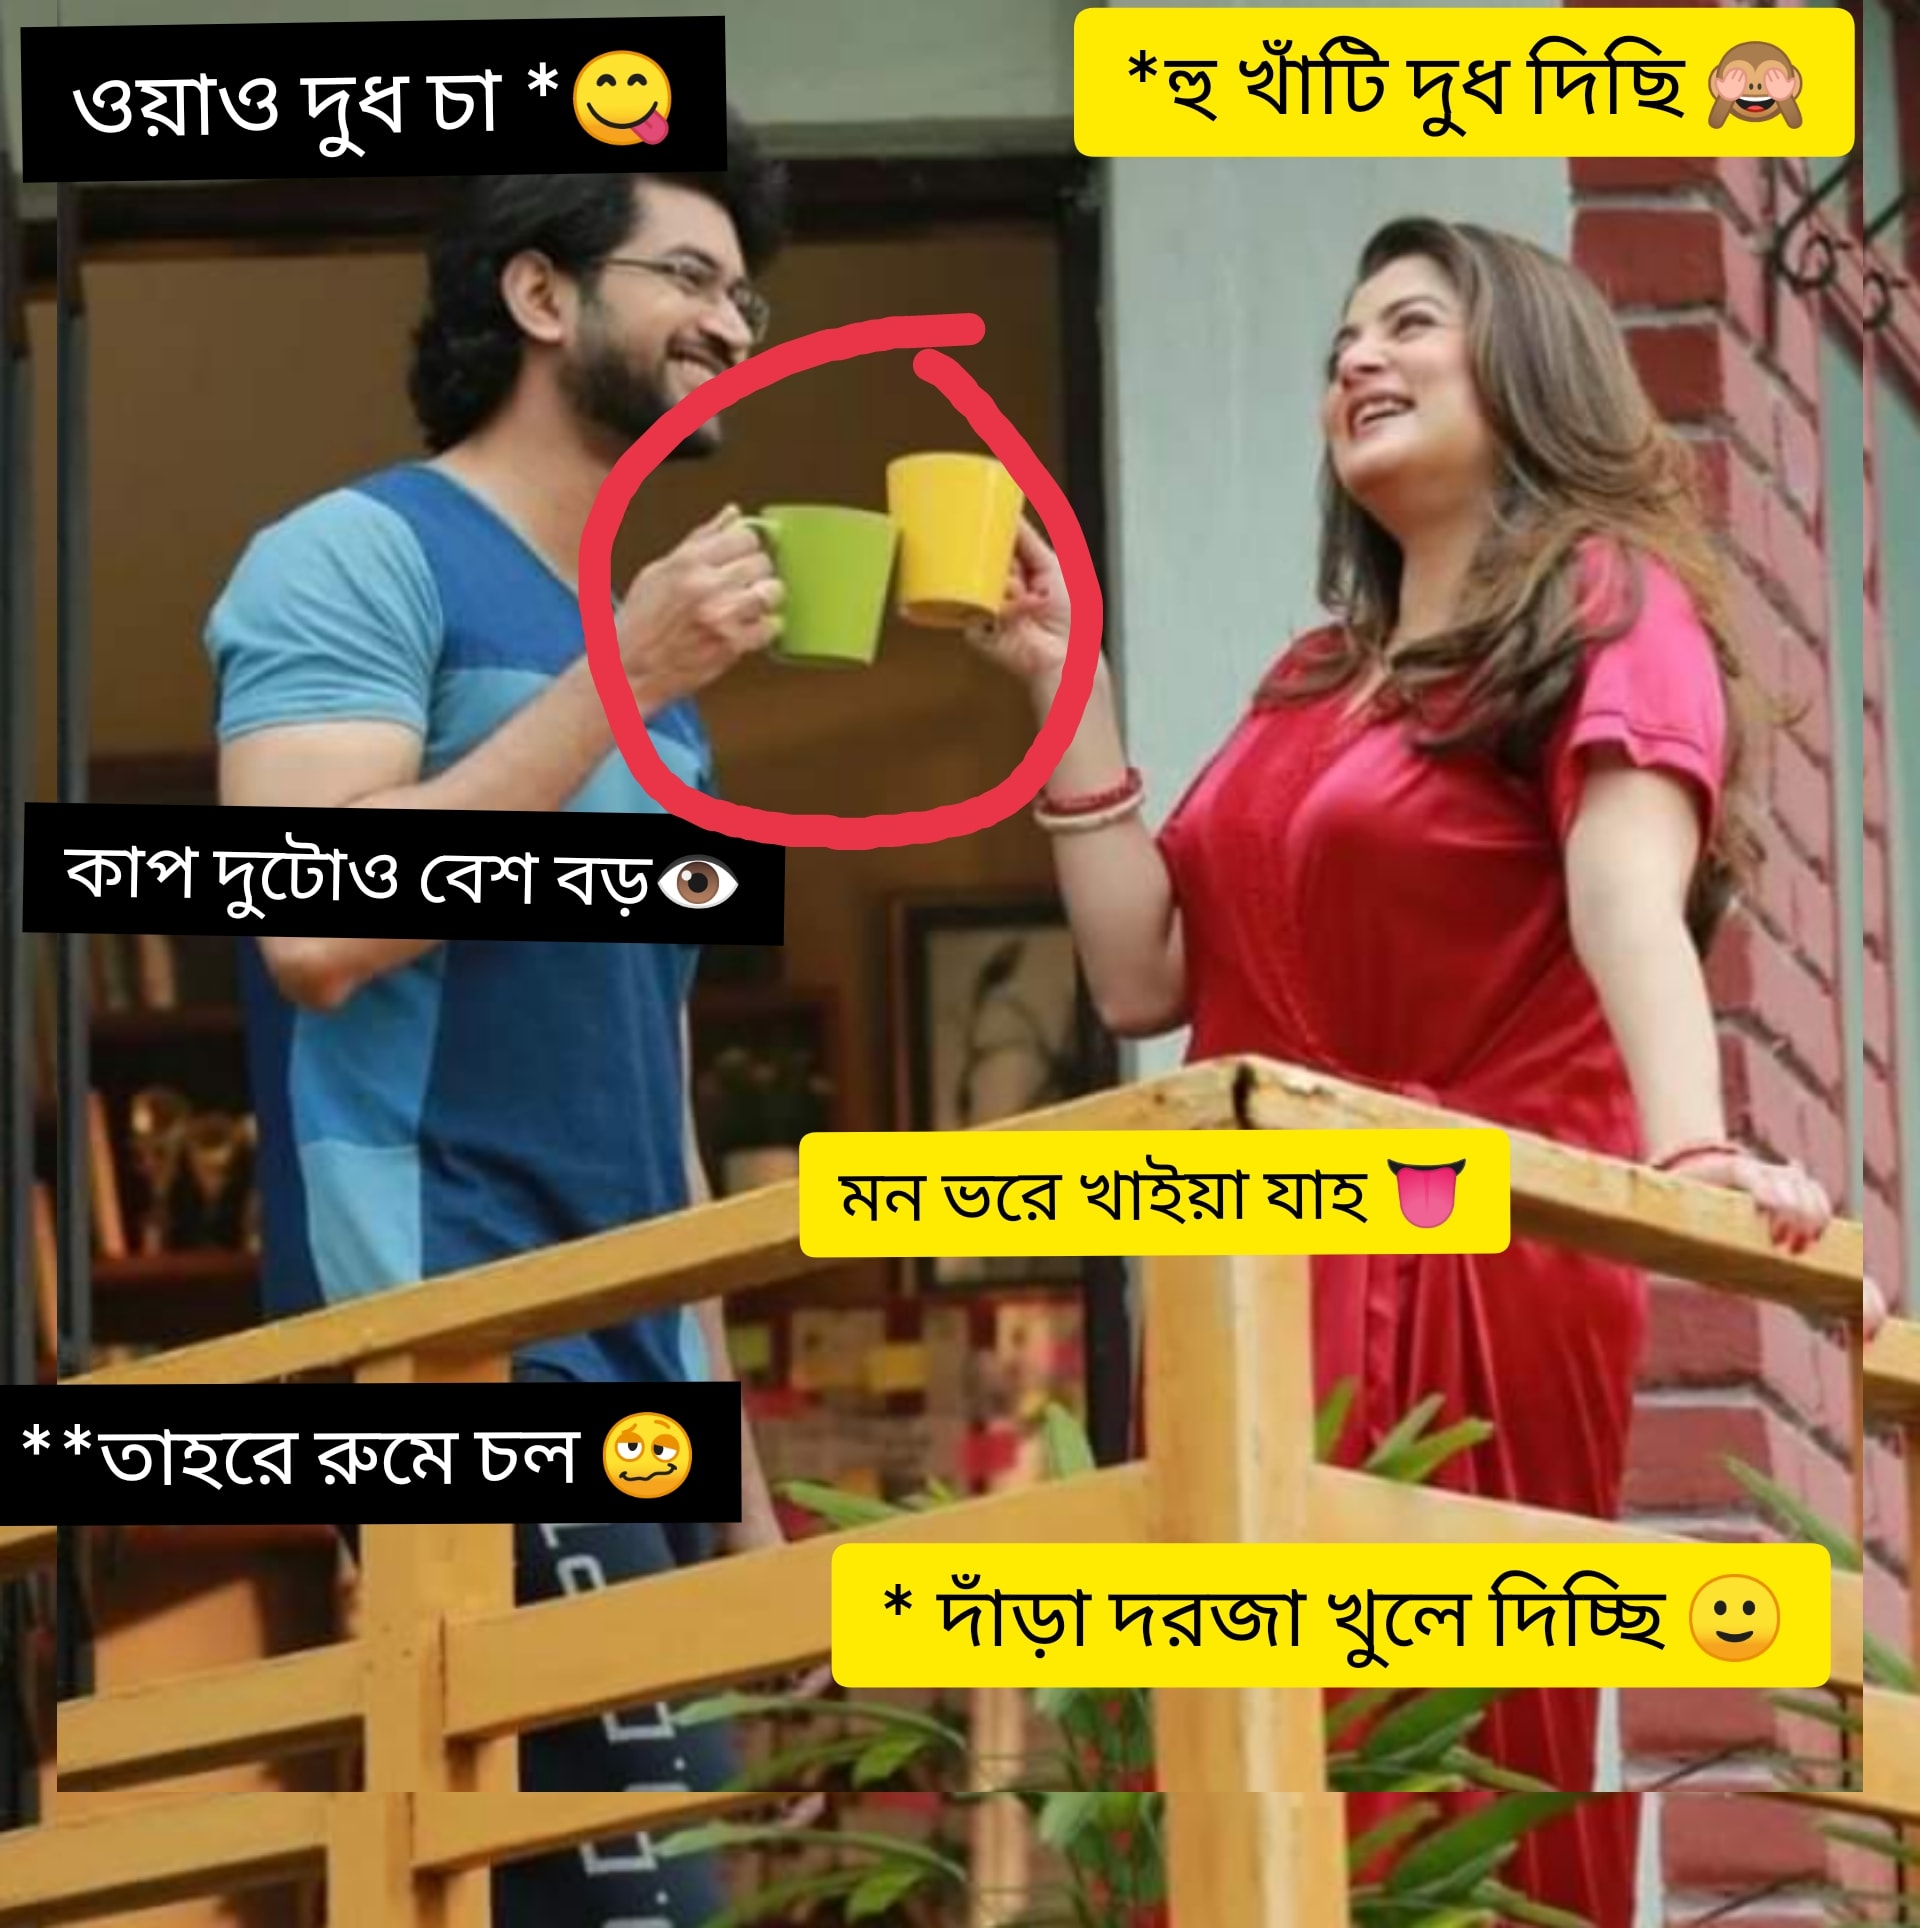 ওয়াও দুধ চা *😋
*হু খাঁটি দুধ দিছি 🙈
কাপ দুটোও বেশ বড়👁️
মন ভরে খাইয়া যাহ 👅
**তাহরে রুমে চল 🥴
* দাঁড়া দরজা খুলে দিচ্ছি 🙂